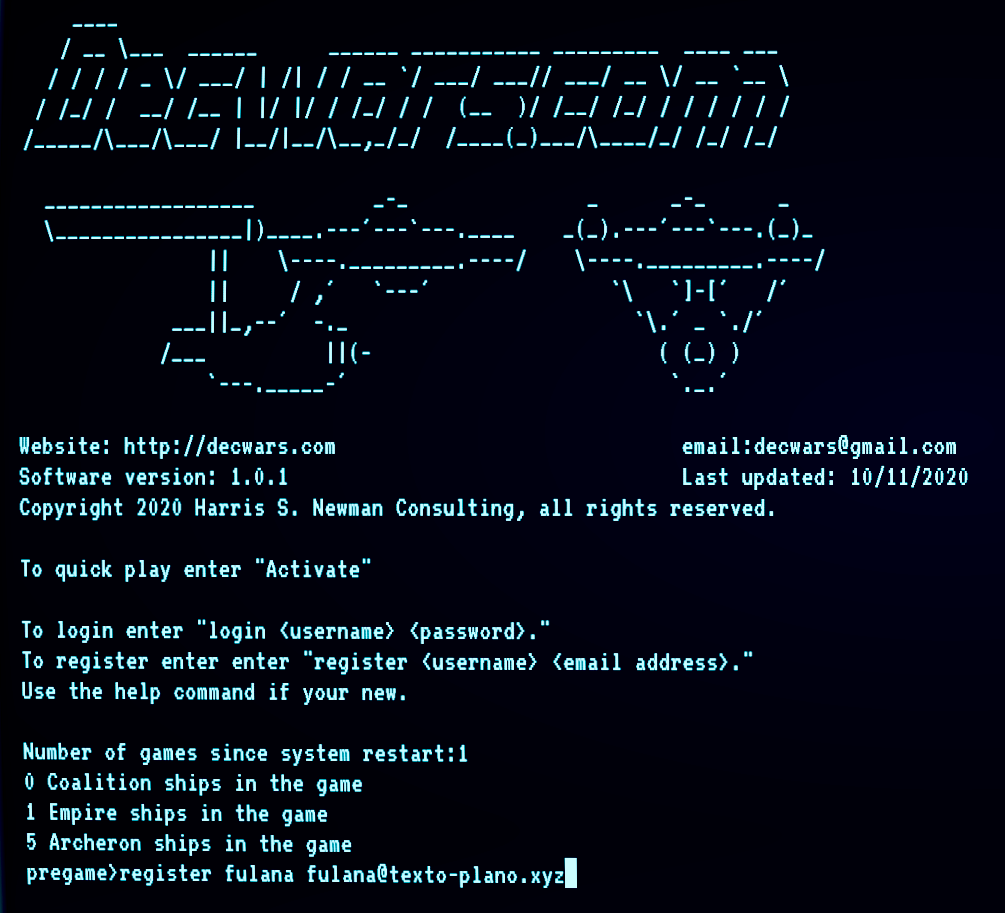 DecWars.com
Website: http://decwars.com
email:decwars@gmail.com
Software version: 1.0.1
Last updated: 10/11/2020
Copyright 2020 Harris S. Newman Consulting, all rights reserved.
To quick play enter "Activate"
To login enter "login <username> <password>."
To register enter enter "register <username> <email address>."
Use the help command if your new.
Number of games since system restart:1
0 Coalition ships in the game
1 Empire ships in the game
5 Archeron ships in the game
pregame>register fulana fulana@texto-plano.xyz